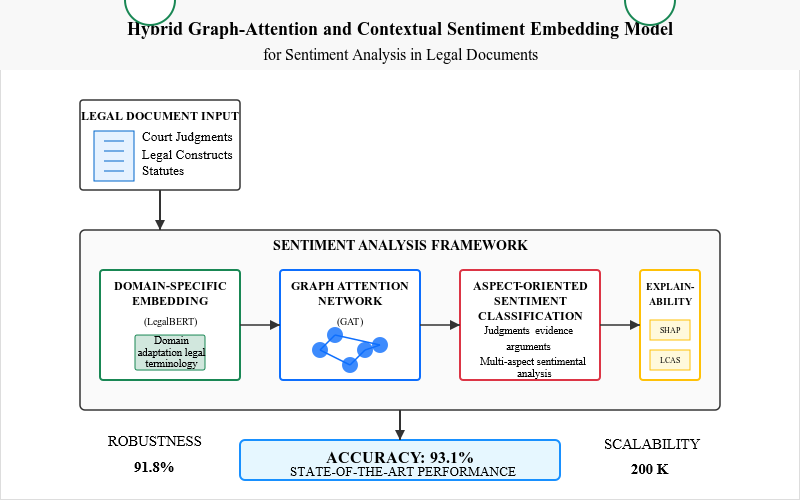 Hybrid Graph-Attention and Contextual Sentiment Embedding Model
for Sentiment Analysis in Legal Documents
LEGAL DOCUMENT INPUT
Court Judgments
Legal Constructs
Statutes
SENTIMENT ANALYSIS FRAMEWORK
DOMAIN-SPECIFIC
EMBEDDING
(LegalBERT)
Domain
adaptation legal
terminology
GRAPH ATTENTION
NETWORK
(GAT)
ASPECT-ORIENTED
SENTIMENT
CLASSIFICATION
Judgments evidence
arguments
Multi-aspect sentimental
analysis
EXPLAIN-
ABILITY
SHAP
LCAS
ROBUSTNESS
91.8%
ACCURACY: 93.1%
STATE-OF-THE-ART PERFORMANCE
SCALABILITY
200 K